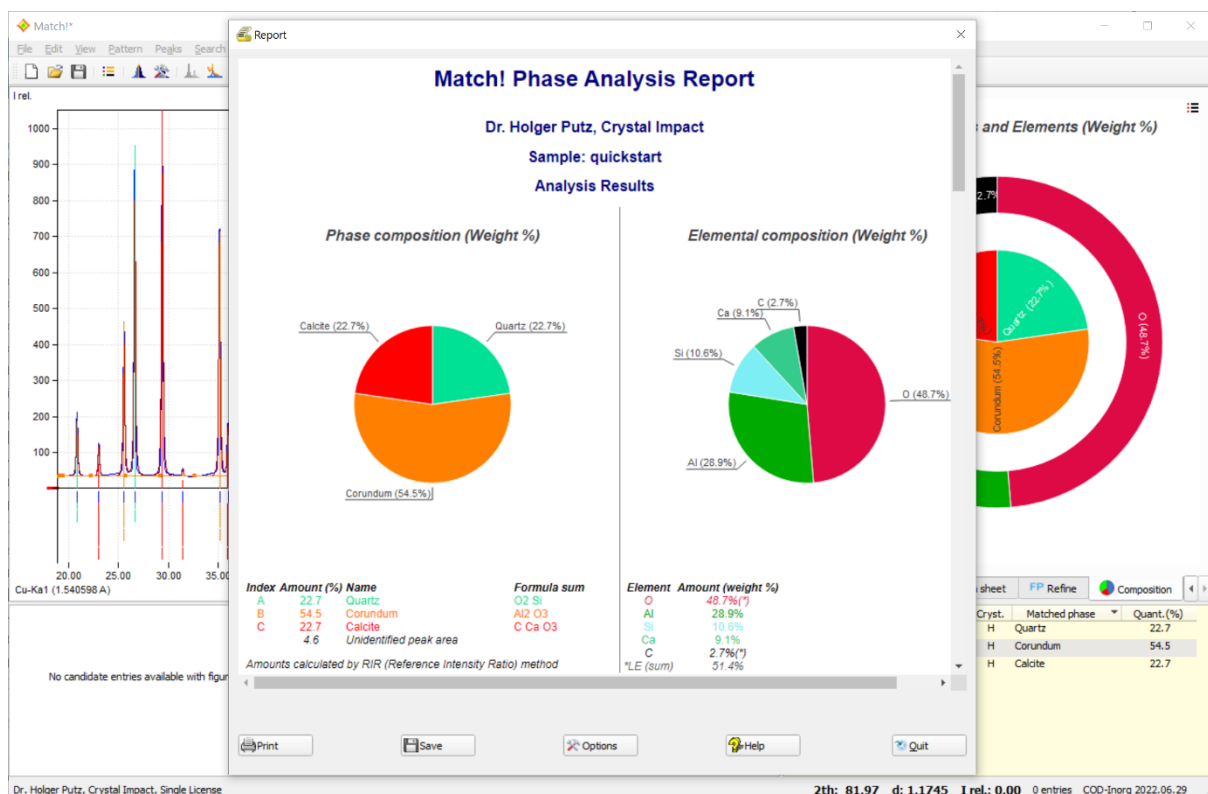 Match!*
File Edit View Pattern Peaks Search
I rel.
1000
900
800
700
600
500
400
300
200
100
20.00 25.00 30.00 35.00
Cu-Ka1 (1.540598 A)
No candidate entries available with figur
Report
Match! Phase Analysis Report
Dr. Holger Putz, Crystal Impact
Sample: quickstart
Analysis Results
Phase composition (Weight %)
Calcite (22.7%)
Quartz (22.7%)
Corundum (54.5%)
Elemental composition (Weight %)
C (2.7%)
Ca (9.1%)
Si (10.6%)
O (48.7%)
Al (28.9%)
Index Amount (%) Name Formula sum
A 22.7 Quartz O2 Si
B 54.5 Corundum Al2 O3
C 22.7 Calcite C Ca O3
4.6 Unidentified peak area
Amounts calculated by RIR (Reference Intensity Ratio) method
Element Amount (weight %)
O 48.7%(*)
Al 28.9%
Si 10.6%
Ca 9.1%
C 2.7%(*)
*LE (sum) 51.4%
Print Save Options Help Quit
s and Elements (Weight %)
2.7%)
Quartz (22.7%)
O (48.7%)
Corundum (54.5%)
sheet FP Refine Composition
Cryst. Matched phase Quant.(%)
H Quartz 22.7
H Corundum 54.5
H Calcite 22.7
Dr. Holger Putz, Crystal Impact, Single License
2th: 81.97 d: 1.1745 I rel.: 0.00 0 entries COD-Inorg 2022.06.29